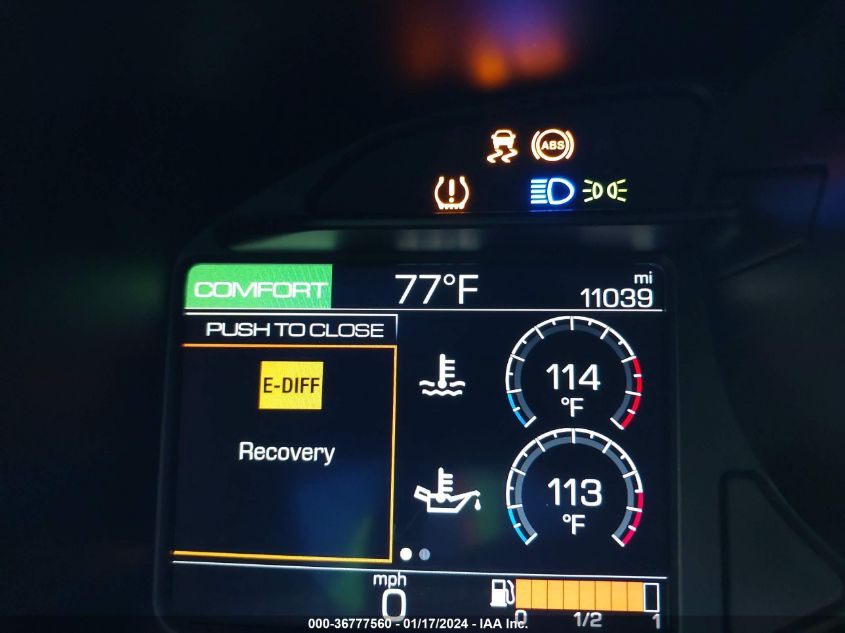 ABS
COMFORT
77°F
mi
11039
PUSH TO CLOSE
E-DIFF
Recovery
114
°F
113
°F
mph
0
0 1/2 1
000-36777560 - 01/17/2024 - IAA Inc.